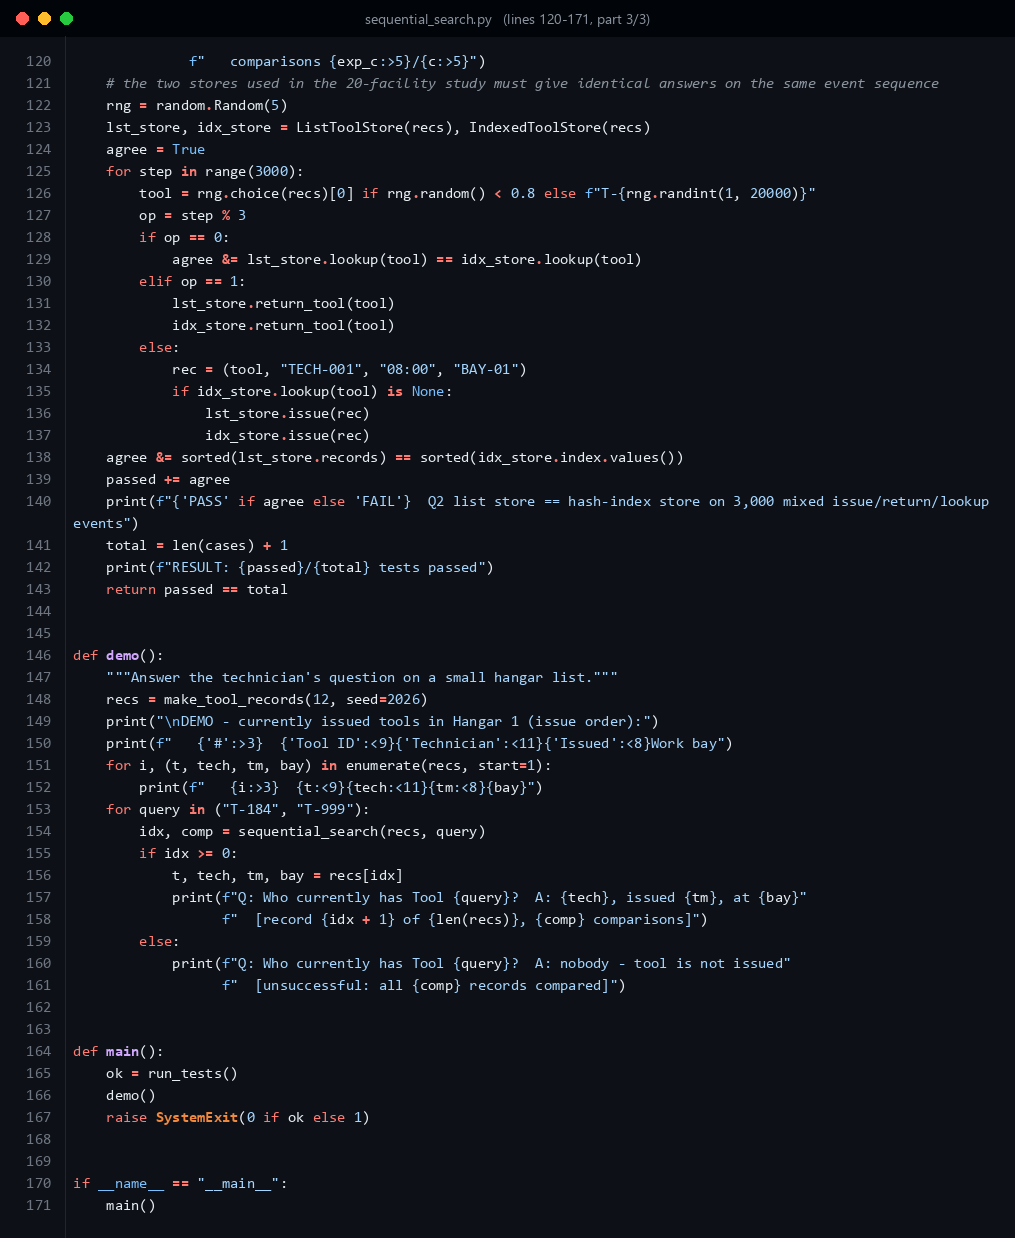 sequential_search.py   (lines 120-171, part 3/3)
120               f"   comparisons {exp_c:>5}/{c:>5}")
121     # the two stores used in the 20-facility study must give identical answers on the same event sequence
122     rng = random.Random(5)
123     lst_store, idx_store = ListToolStore(recs), IndexedToolStore(recs)
124     agree = True
125     for step in range(3000):
126         tool = rng.choice(recs)[0] if rng.random() < 0.8 else f"T-{rng.randint(1, 20000)}"
127         op = step % 3
128         if op == 0:
129             agree &= lst_store.lookup(tool) == idx_store.lookup(tool)
130         elif op == 1:
131             lst_store.return_tool(tool)
132             idx_store.return_tool(tool)
133         else:
134             rec = (tool, "TECH-001", "08:00", "BAY-01")
135             if idx_store.lookup(tool) is None:
136                 lst_store.issue(rec)
137                 idx_store.issue(rec)
138     agree &= sorted(lst_store.records) == sorted(idx_store.index.values())
139     passed += agree
140     print(f"{'PASS' if agree else 'FAIL'}  Q2 list store == hash-index store on 3,000 mixed issue/return/lookup
events")
141     total = len(cases) + 1
142     print(f"RESULT: {passed}/{total} tests passed")
143     return passed == total
144
145
146 def demo():
147     """Answer the technician's question on a small hangar list."""
148     recs = make_tool_records(12, seed=2026)
149     print("\nDEMO - currently issued tools in Hangar 1 (issue order):")
150     print(f"   {'#':>3}  {'Tool ID':<9}{'Technician':<11}{'Issued':<8}Work bay")
151     for i, (t, tech, tm, bay) in enumerate(recs, start=1):
152         print(f"   {i:>3}  {t:<9}{tech:<11}{tm:<8}{bay}")
153     for query in ("T-184", "T-999"):
154         idx, comp = sequential_search(recs, query)
155         if idx >= 0:
156             t, tech, tm, bay = recs[idx]
157             print(f"Q: Who currently has Tool {query}?  A: {tech}, issued {tm}, at {bay}"
158                   f"  [record {idx + 1} of {len(recs)}, {comp} comparisons]")
159         else:
160             print(f"Q: Who currently has Tool {query}?  A: nobody - tool is not issued"
161                   f"  [unsuccessful: all {comp} records compared]")
162
163
164 def main():
165     ok = run_tests()
166     demo()
167     raise SystemExit(0 if ok else 1)
168
169
170 if __name__ == "__main__":
171     main()